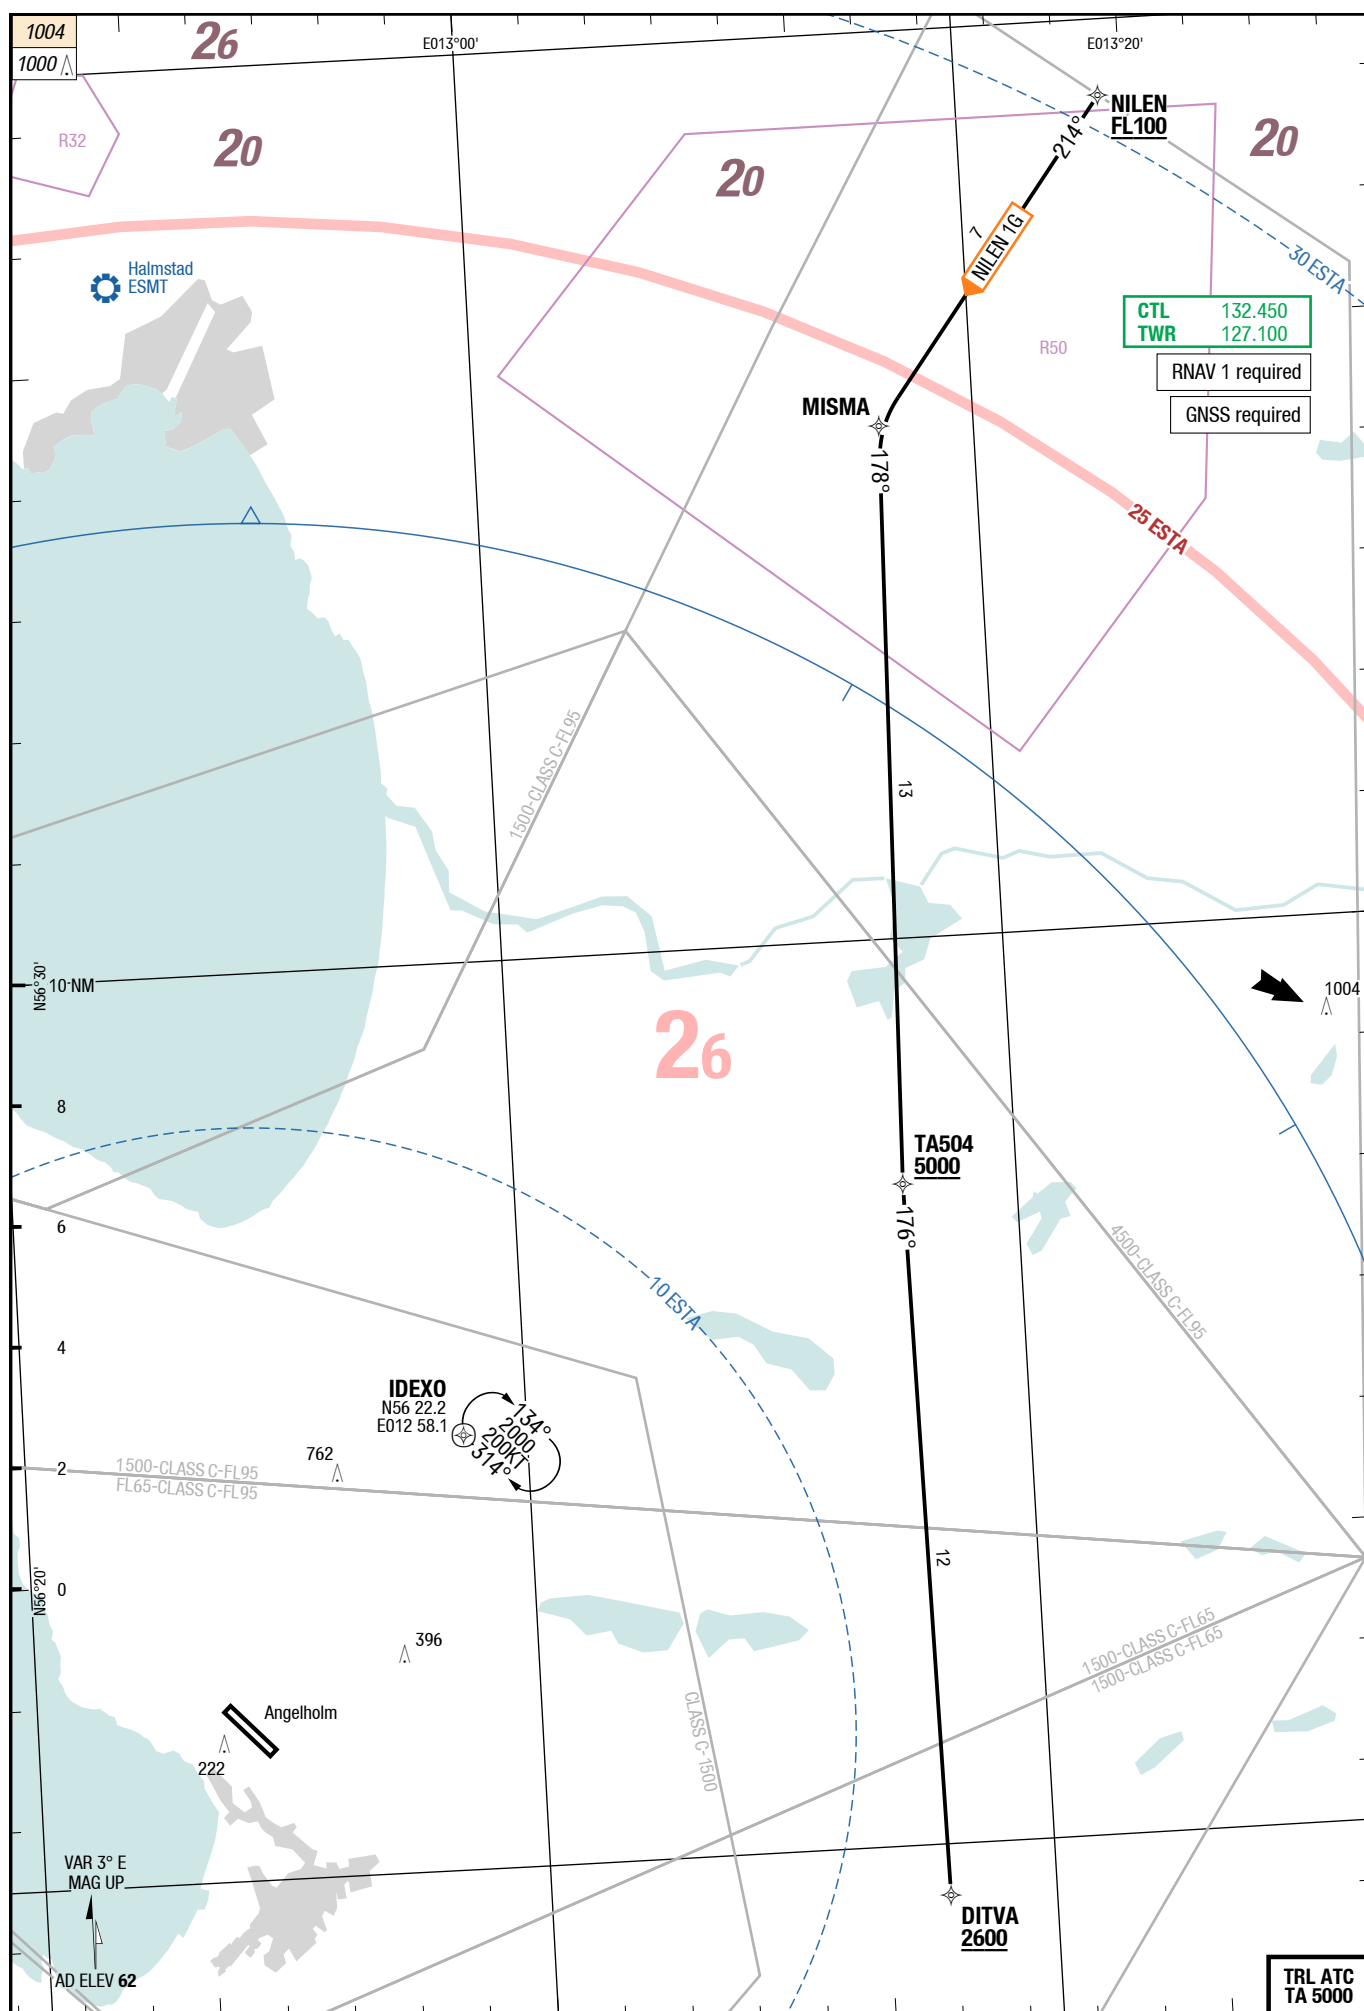 1004
1000
26
E013°00'
E013°20'
NILEN
FL100
214°
R32
20
20
20
7
NILEN 1G
30 ESTA
Halmstad
ESMT
CTL 132.450
TWR 127.100
R50
RNAV 1 required
GNSS required
MISMA
178°
25 ESTA
1500-CLASS C-FL95
13
N56°30'
10 NM
1004
26
8
TA504
5000
176°
6
4500-CLASS C-FL95
10 ESTA
4
IDEXO
N56 22.2
E012 58.1
134°
2000
200KT
314°
762
2
1500-CLASS C-FL95
FL65-CLASS C-FL95
12
N56°20'
0
396
1500-CLASS C-FL65
1500-CLASS C-FL65
CLASS C-1500
Angelholm
222
VAR 3° E
MAG UP
DITVA
2600
AD ELEV 62
TRL ATC
TA 5000